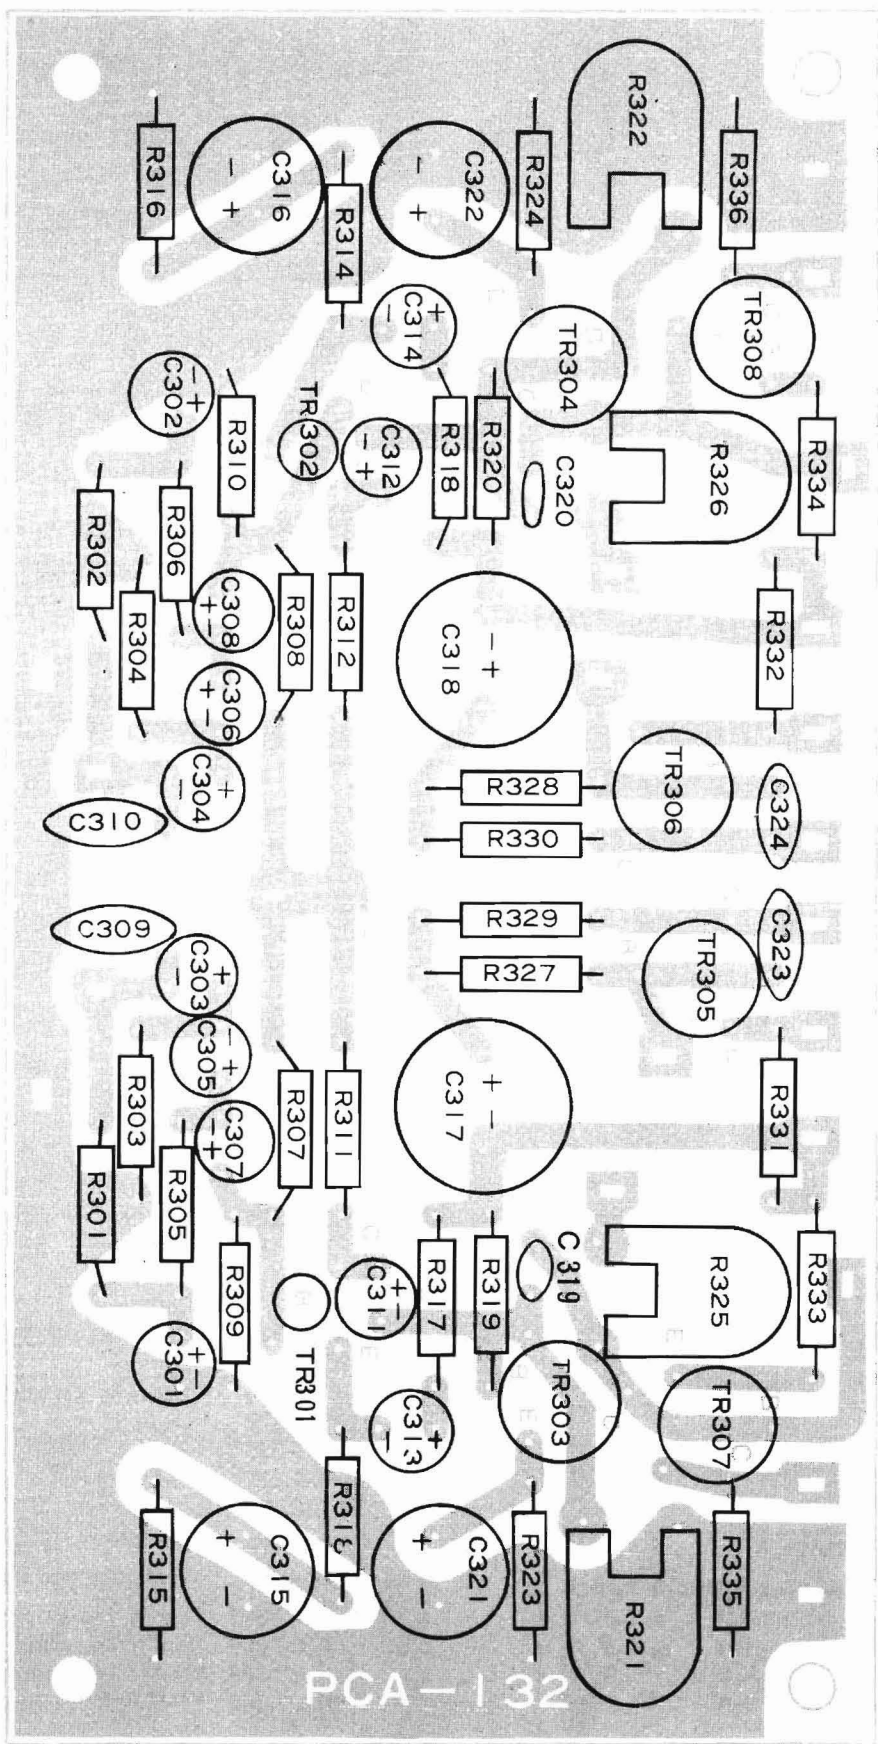 R322
R316
C316
- +
C322
- +
R324
R336
R314
C314
+ -
TR304
TR308
C302
- +
R310
TR302
C312
- +
R318
R320
C320
R326
R334
R302
R306
R304
C308
+ -
R308
R312
C318
- +
R332
C306
+ -
C304
+ -
C310
R328
TR306
C324
R330
C309
R329
C323
C303
+ -
R327
TR305
C305
- +
R303
C307
- +
R307
R311
C317
+ -
R331
R301
R305
R309
C311
+ -
R317
R319
C319
R325
R333
C301
+ -
TR301
C313
+ -
TR303
TR307
R315
C315
+ -
C321
+ -
R323
R321
R335
PCA-132